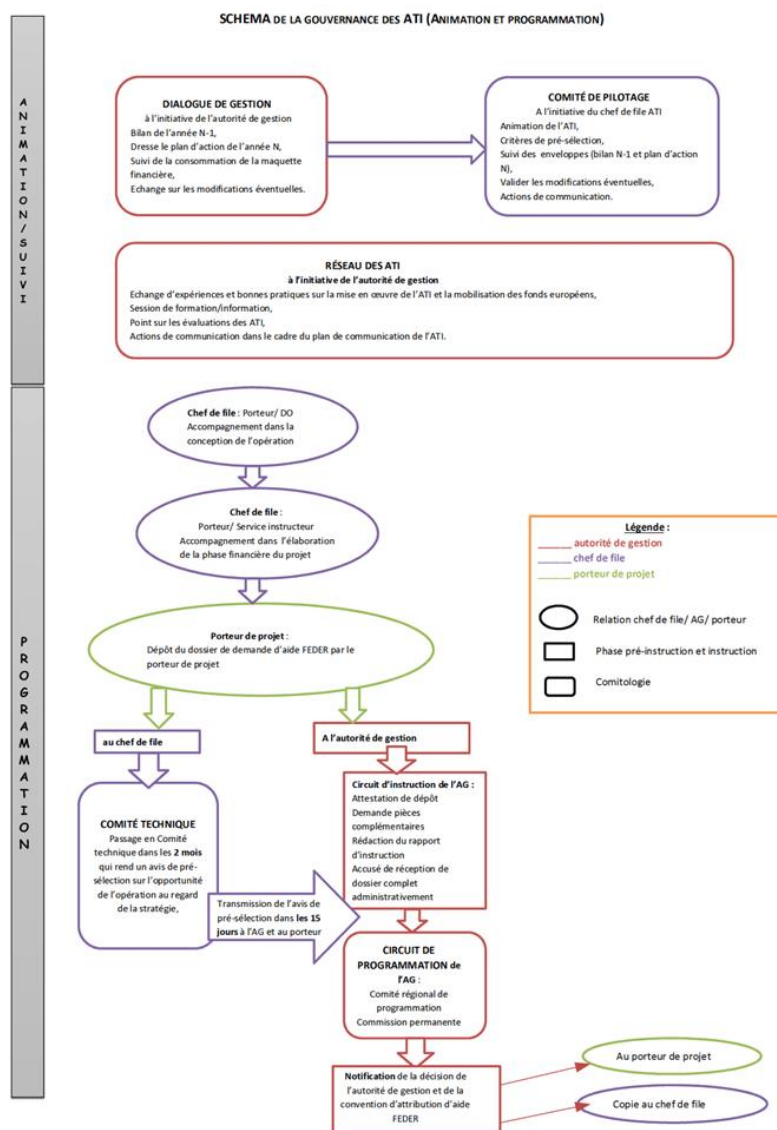 SCHEMA DE LA GOUVERNANCE DES ATI (ANIMATION ET PROGRAMMATION)
ANIMATION/SUIVI
DIALOGUE DE GESTION
à l'initiative de l'autorité de gestion
Bilan de l'année N-1,
Dresse le plan d'action de l'année N,
Suivi de la consommation de la maquette
financière,
Echange sur les modifications éventuelles.
COMITÉ DE PILOTAGE
A l'initiative du chef de file ATI
Animation de l'ATI,
Critères de pré-sélection,
Suivi des enveloppes (bilan N-1 et plan d'action
N),
Valider les modifications éventuelles,
Actions de communication.
RÉSEAU DES ATI
à l'initiative de l'autorité de gestion
Echange d'expériences et bonnes pratiques sur la mise en œuvre de l'ATI et la mobilisation des fonds européens,
Session de formation/information,
Point sur les évaluations des ATI,
Actions de communication dans le cadre du plan de communication de l'ATI.
PROGRAMMATION
Chef de file : Porteur/ DO
Accompagnement dans la
conception de l'opération
Chef de file :
Porteur/ Service instructeur
Accompagnement dans l'élaboration
de la phase financière du projet
Porteur de projet :
Dépôt du dossier de demande d'aide FEDER par le
porteur de projet
au chef de file
A l'autorité de gestion
COMITÉ TECHNIQUE
Passage en Comité
technique dans les 2 mois
qui rend un avis de pré-
sélection sur l'opportunité
de l'opération au regard
de la stratégie,
Transmission de l'avis de
pré-sélection dans les 15
jours à l'AG et au porteur
Circuit d'instruction de l'AG :
Attestation de dépôt
Demande pièces
complémentaires
Rédaction du rapport
d'instruction
Accusé de réception de
dossier complet
administrativement
CIRCUIT DE
PROGRAMMATION de
l'AG :
Comité régional de
programmation
Commission permanente
Notification de la décision de
l'autorité de gestion et de la
convention d'attribution d'aide
FEDER
Au porteur de projet
Copie au chef de file
Légende :
______ autorité de gestion
______ chef de file
______ porteur de projet
Relation chef de file/ AG/ porteur
Phase pré-instruction et instruction
Comitologie